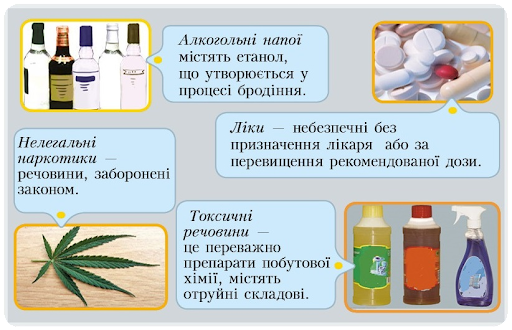 Алкогольні напої
містять етанол,
що утворюється у
процесі бродіння.
Ліки — небезпечні без
призначення лікаря або за
перевищення рекомендованої дози.
Нелегальні
наркотики —
речовини, заборонені
законом.
Токсичні
речовини —
це переважно
препарати побутової
хімії, містять
отруйні складові.